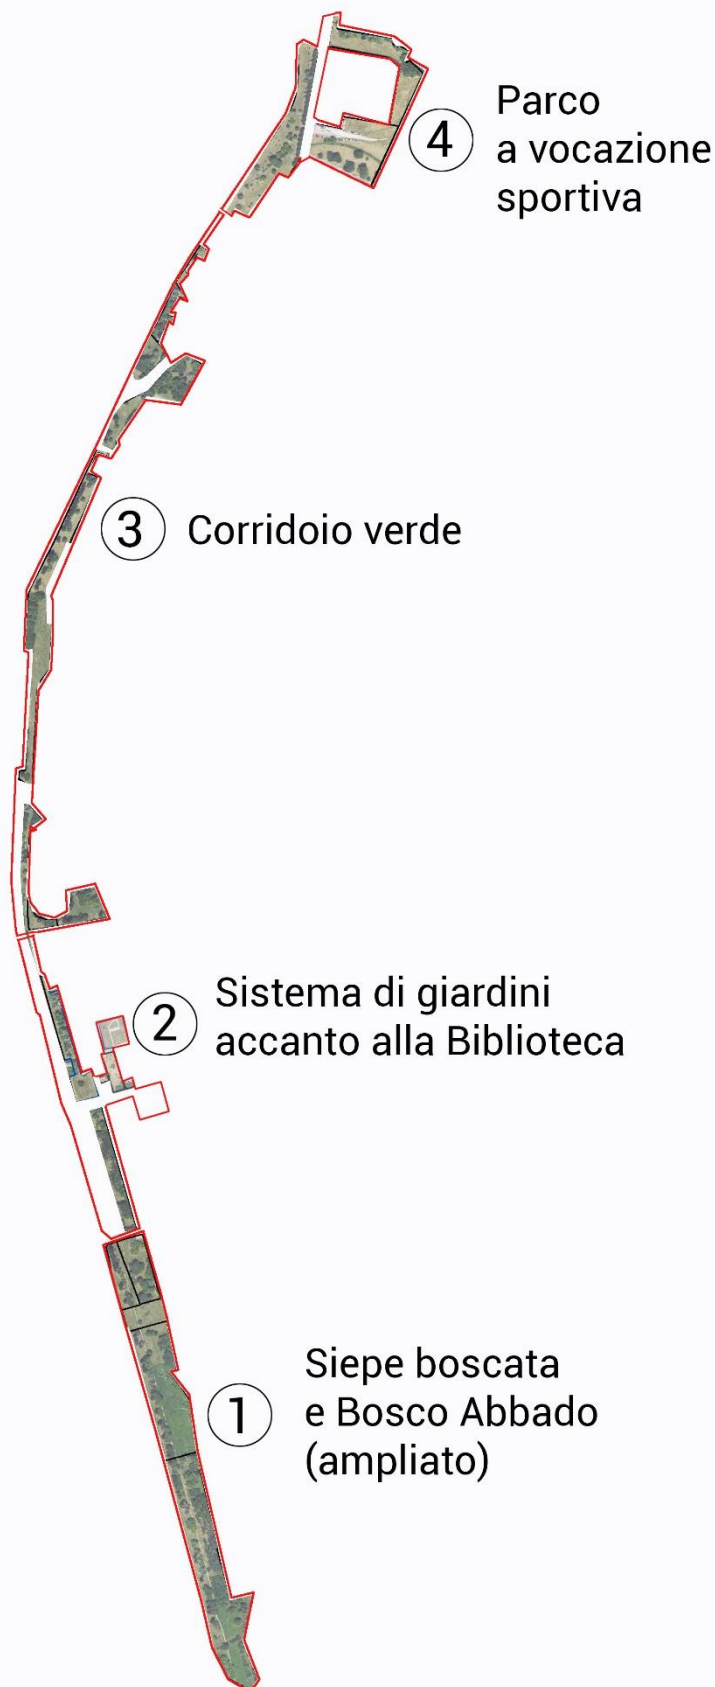 4
Parco
a vocazione
sportiva
3
Corridoio verde
2
Sistema di giardini
accanto alla Biblioteca
1
Siepe boscata
e Bosco Abbado
(ampliato)